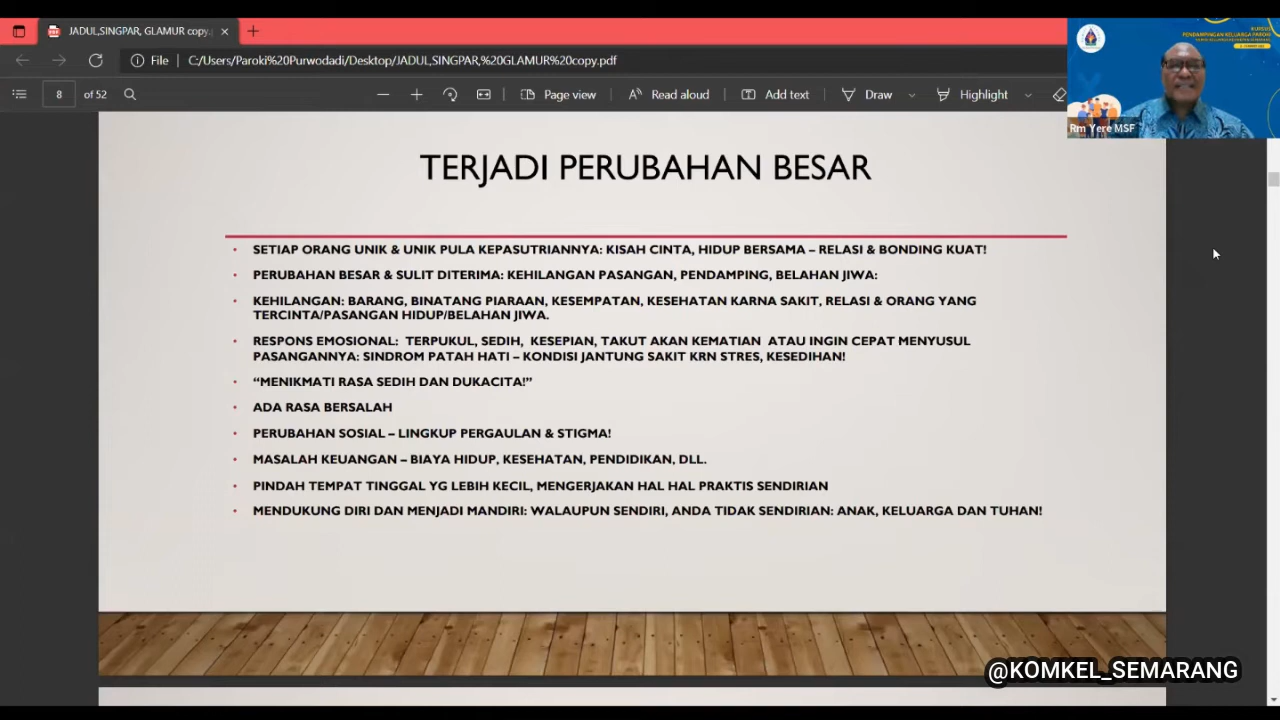 JADUL,SINGPAR, GLAMUR copy.
File
C:/Users/Paroki%20Purwodadi/Desktop/JADUL,SINGPAR,%20GLAMUR%20copy.pdf
8 of 52
Page view
Read aloud
Add text
Draw
Highlight
KURSUS
PENDAMPINGAN KELUARGA PAROKI
Rm Yere MSF
TERJADI PERUBAHAN BESAR
• SETIAP ORANG UNIK & UNIK PULA KEPASUTRIANNYA: KISAH CINTA, HIDUP BERSAMA – RELASI & BONDING KUAT!
• PERUBAHAN BESAR & SULIT DITERIMA: KEHILANGAN PASANGAN, PENDAMPING, BELAHAN JIWA:
• KEHILANGAN: BARANG, BINATANG PIARAAN, KESEMPATAN, KESEHATAN KARNA SAKIT, RELASI & ORANG YANG
TERCINTA/PASANGAN HIDUP/BELAHAN JIWA.
• RESPONS EMOSIONAL: TERPUKUL, SEDIH, KESEPIAN, TAKUT AKAN KEMATIAN ATAU INGIN CEPAT MENYUSUL
PASANGANNYA: SINDROM PATAH HATI – KONDISI JANTUNG SAKIT KRN STRES, KESEDIHAN!
• “MENIKMATI RASA SEDIH DAN DUKACITA!”
• ADA RASA BERSALAH
• PERUBAHAN SOSIAL – LINGKUP PERGAULAN & STIGMA!
• MASALAH KEUANGAN – BIAYA HIDUP, KESEHATAN, PENDIDIKAN, DLL.
• PINDAH TEMPAT TINGGAL YG LEBIH KECIL, MENGERJAKAN HAL HAL PRAKTIS SENDIRIAN
• MENDUKUNG DIRI DAN MENJADI MANDIRI: WALAUPUN SENDIRI, ANDA TIDAK SENDIRIAN: ANAK, KELUARGA DAN TUHAN!
@KOMKEL_SEMARANG